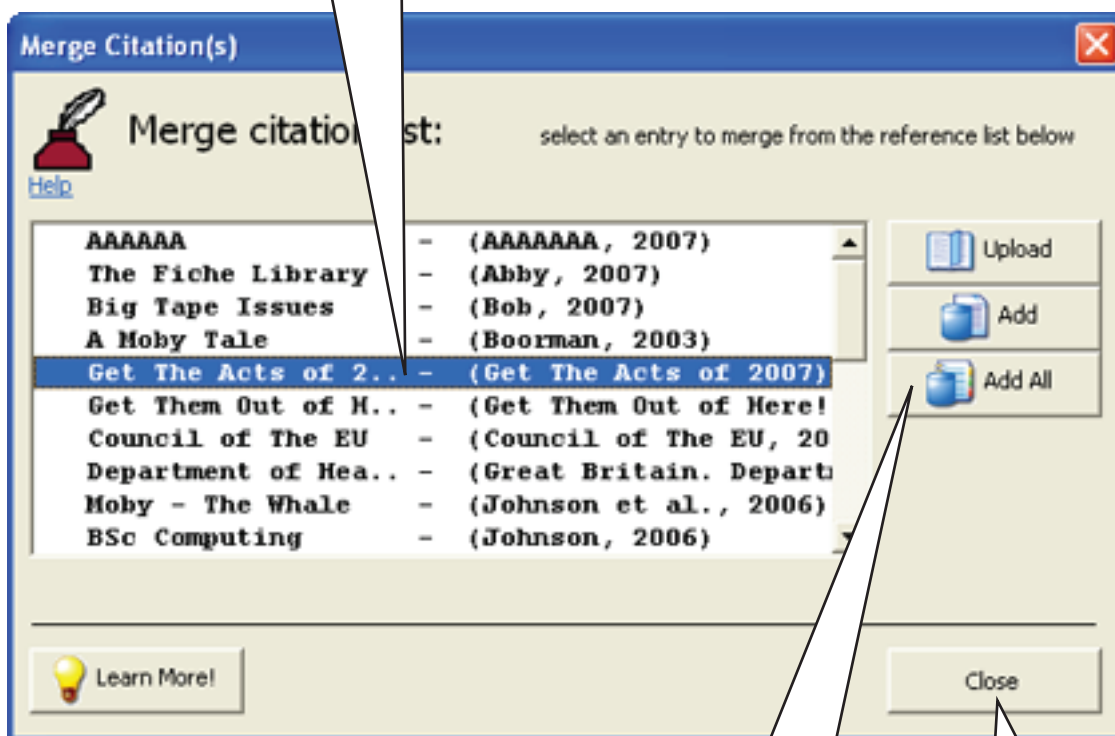 Merge Citation(s)
Merge citation st:
select an entry to merge from the reference list below
Help
AAAAAA - (AAAAAAA, 2007)
The Fiche Library - (Abby, 2007)
Big Tape Issues - (Bob, 2007)
A Moby Tale - (Boorman, 2003)
Get The Acts of 2.. - (Get The Acts of 2007)
Get Them Out of H.. - (Get Them Out of Here!
Council of The EU - (Council of The EU, 20
Department of Hea.. - (Great Britain. Depart
Moby - The Whale - (Johnson et al., 2006)
BSc Computing - (Johnson, 2006)
Upload
Add
Add All
Learn More!
Close